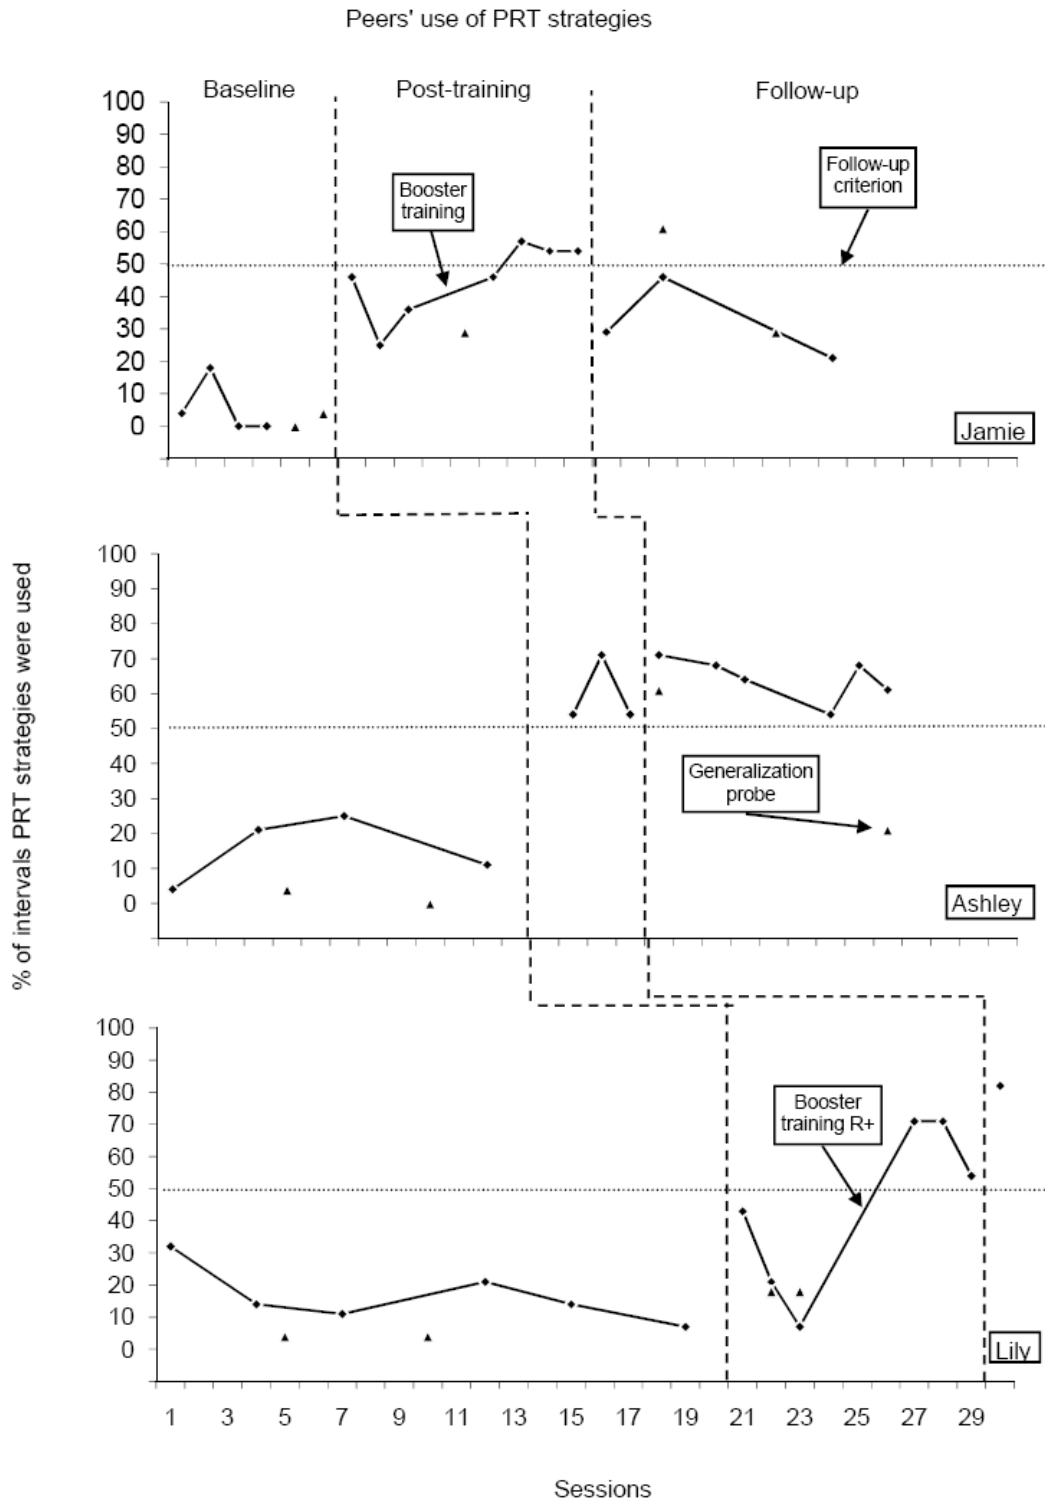 Peers' use of PRT strategies
Baseline
Post-training
Follow-up
100
90
80
70
60
50
40
30
20
10
0
Booster
training
Follow-up
criterion
Jamie
% of intervals PRT strategies were used
100
90
80
70
60
50
40
30
20
10
0
Generalization
probe
Ashley
100
90
80
70
60
50
40
30
20
10
0
Booster
training R+
Lily
1 3 5 7 9 11 13 15 17 19 21 23 25 27 29
Sessions